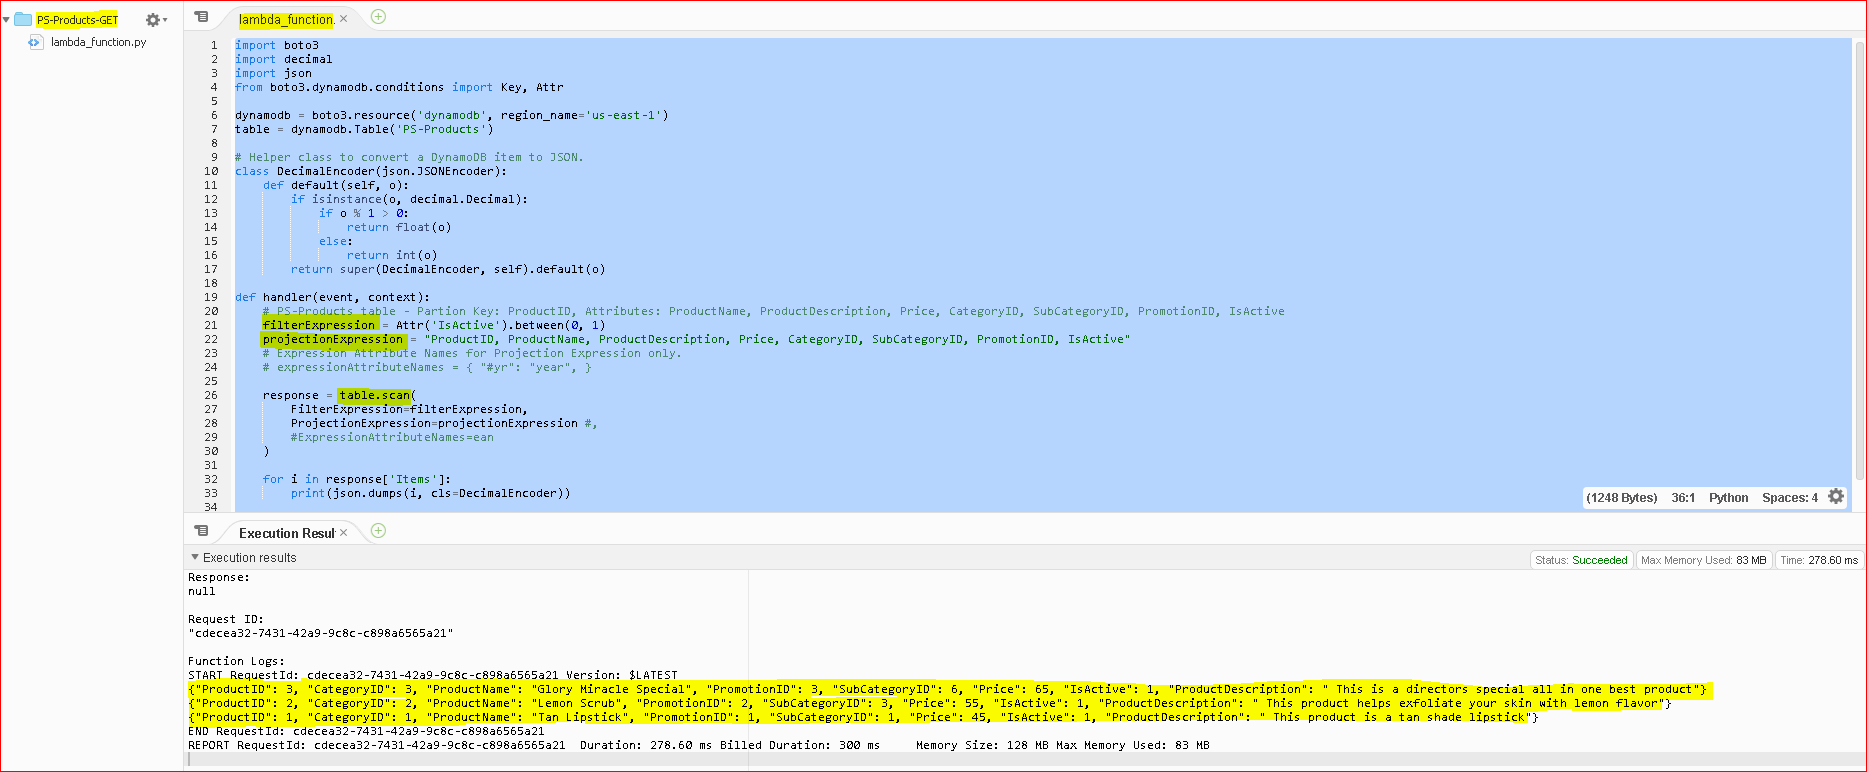 PS-Products-GET
lambda_function.py
lambda_function.
1 import boto3
2 import decimal
3 import json
4 from boto3.dynamodb.conditions import Key, Attr
5
6 dynamodb = boto3.resource('dynamodb', region_name='us-east-1')
7 table = dynamodb.Table('PS-Products')
8
9 # Helper class to convert a DynamoDB item to JSON.
10 class DecimalEncoder(json.JSONEncoder):
11     def default(self, o):
12         if isinstance(o, decimal.Decimal):
13             if o % 1 > 0:
14                 return float(o)
15             else:
16                 return int(o)
17         return super(DecimalEncoder, self).default(o)
18
19 def handler(event, context):
20     # PS-Products table - Partion Key: ProductID, Attributes: ProductName, ProductDescription, Price, CategoryID, SubCategoryID, PromotionID, IsActive
21     filterExpression = Attr('IsActive').between(0, 1)
22     projectionExpression = "ProductID, ProductName, ProductDescription, Price, CategoryID, SubCategoryID, PromotionID, IsActive"
23     # Expression Attribute Names for Projection Expression only.
24     # expressionAttributeNames = { "#yr": "year", }
25
26     response = table.scan(
27         FilterExpression=filterExpression,
28         ProjectionExpression=projectionExpression #,
29         #ExpressionAttributeNames=ean
30     )
31
32     for i in response['Items']:
33         print(json.dumps(i, cls=DecimalEncoder))
34
(1248 Bytes) 36:1 Python Spaces: 4
Execution Resul
Execution results
Status: Succeeded Max Memory Used: 83 MB Time: 278.60 ms
Response:
null
Request ID:
"cdecea32-7431-42a9-9c8c-c898a6565a21"
Function Logs:
START RequestId: cdecea32-7431-42a9-9c8c-c898a6565a21 Version: $LATEST
{"ProductID": 3, "CategoryID": 3, "ProductName": "Glory Miracle Special", "PromotionID": 3, "SubCategoryID": 6, "Price": 65, "IsActive": 1, "ProductDescription": " This is a directors special all in one best product"}
{"ProductID": 2, "CategoryID": 2, "ProductName": "Lemon Scrub", "PromotionID": 2, "SubCategoryID": 3, "Price": 55, "IsActive": 1, "ProductDescription": " This product helps exfoliate your skin with lemon flavor"}
{"ProductID": 1, "CategoryID": 1, "ProductName": "Tan Lipstick", "PromotionID": 1, "SubCategoryID": 1, "Price": 45, "IsActive": 1, "ProductDescription": " This product is a tan shade lipstick"}
END RequestId: cdecea32-7431-42a9-9c8c-c898a6565a21
REPORT RequestId: cdecea32-7431-42a9-9c8c-c898a6565a21 Duration: 278.60 ms Billed Duration: 300 ms Memory Size: 128 MB Max Memory Used: 83 MB